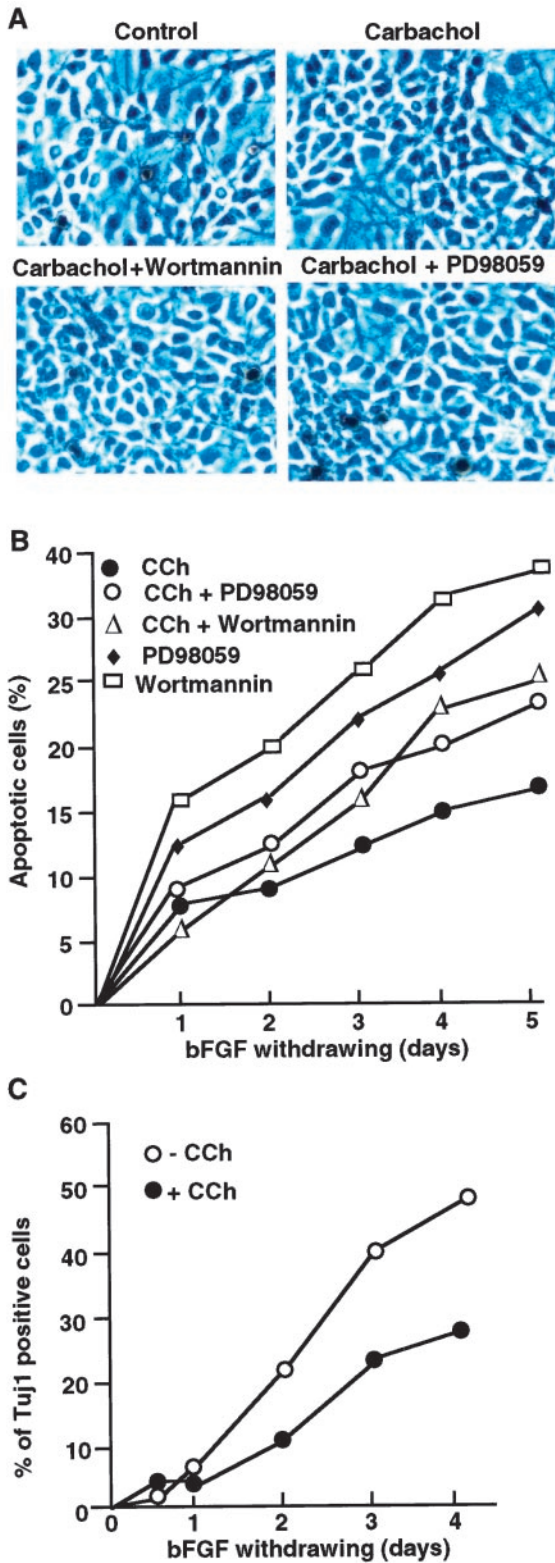 A
Control Carbachol
Carbachol+Wortmannin Carbachol + PD98059
B
40
30
25
20
15
10
5
0
Apoptotic cells (%)
CCh
CCh + PD98059
CCh + Wortmannin
PD98059
Wortmannin
1 2 3 4 5
bFGF withdrawing (days)
C
60
50
40
30
20
10
0
% of Tuj1 positive cells
- CCh
+ CCh
0 1 2 3 4
bFGF withdrawing (days)